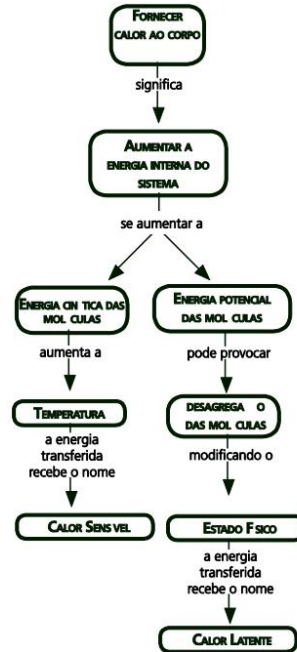 FORNECER
CALOR AO CORPO
significa
AUMENTAR A
ENERGIA INTERNA DO
SISTEMA
se aumentar a
ENERGIA CIN TICA DAS
MOL CULAS
aumenta a
TEMPERATURA
a energia
transferida
recebe o nome
CALOR SENS VEL
ENERGIA POTENCIAL
DAS MOL CULAS
pode provocar
DESAGREGA O
DAS MOL CULAS
modificando o
ESTADO F SICO
a energia
transferida
recebe o nome
CALOR LATENTE